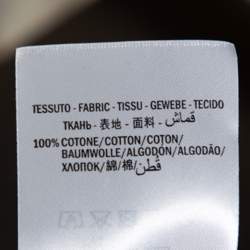 TESSUTO - FABRIC - TISSU - GEWEBE - TECIDO
ТКАНЬ - 表地 - 面料 - قماش
100% COTONE/COTTON/COTON/
BAUMWOLLE/ALGODÓN/ALGODÃO/
ХЛОПОК/綿/棉/قطن